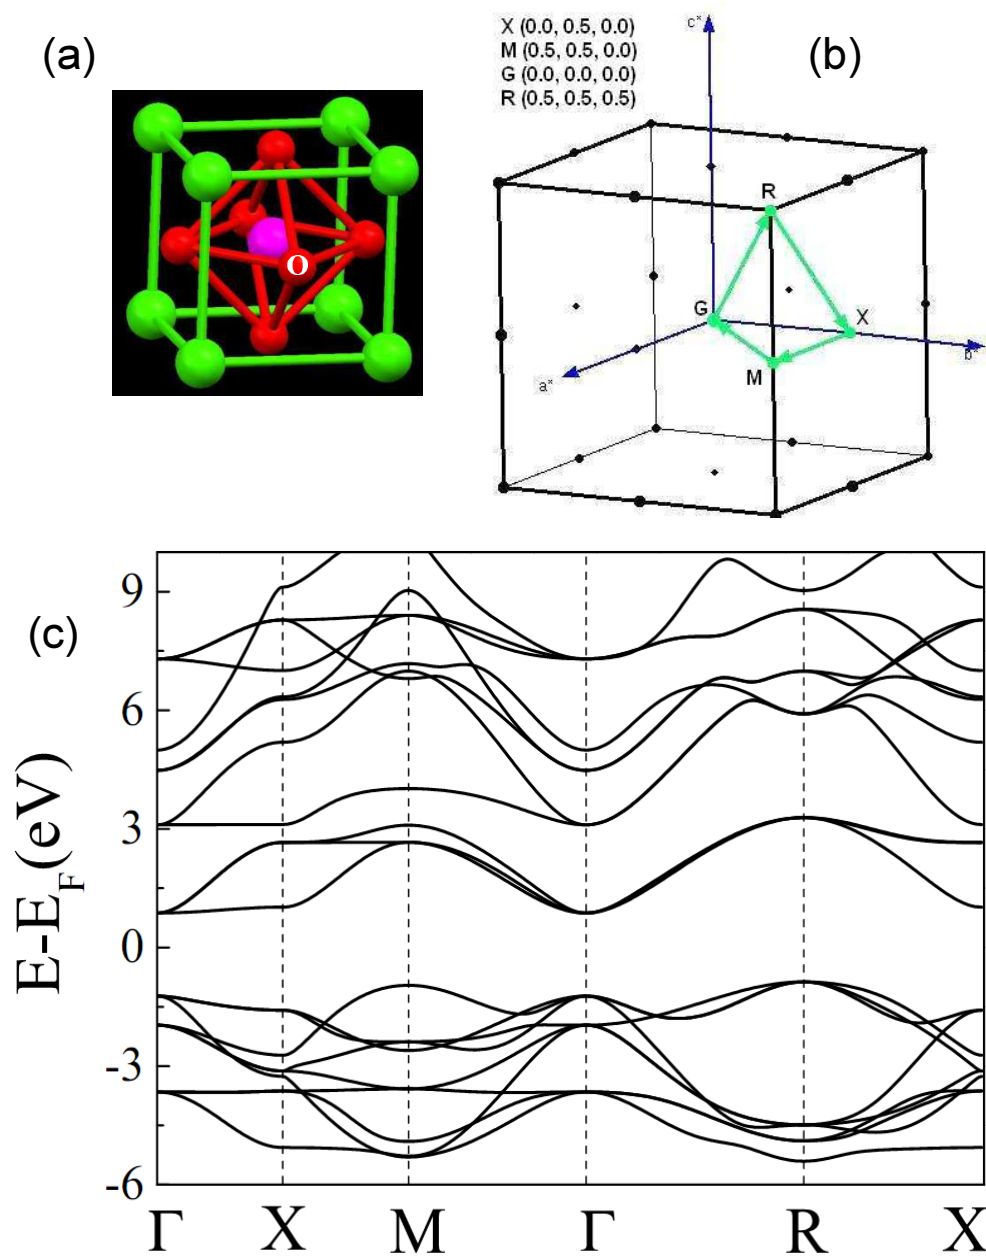 (a)
O
X (0.0, 0.5, 0.0)
M (0.5, 0.5, 0.0)
G (0.0, 0.0, 0.0)
R (0.5, 0.5, 0.5)
(b)
c*
R
G
X
M
a*
b*
(c)
E-E_F (eV)
9
6
3
0
-3
-6
Γ X M Γ R X